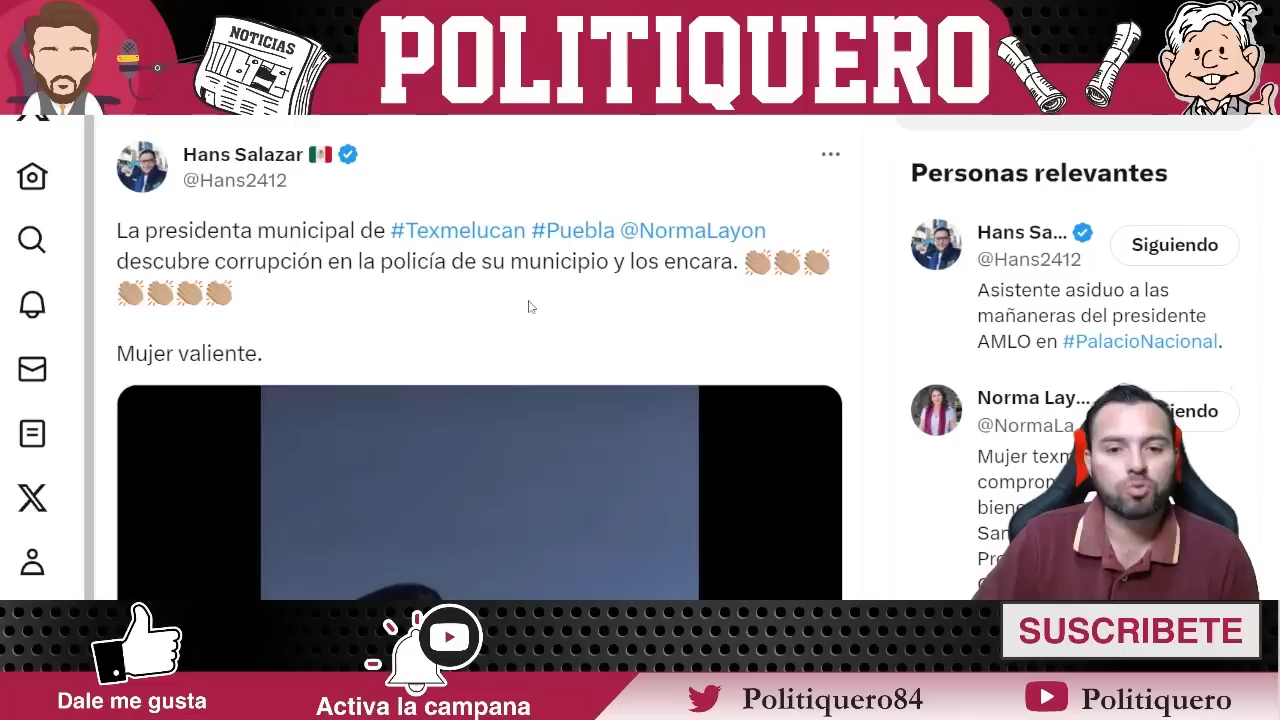 NOTICIAS
POLITIQUERO
Hans Salazar
@Hans2412
La presidenta municipal de #Texmelucan #Puebla @NormaLayon
descubre corrupción en la policía de su municipio y los encara.
Mujer valiente.
Personas relevantes
Hans Sa...
Siguiendo
@Hans2412
Asistente asiduo a las
mañaneras del presidente
AMLO en #PalacioNacional.
Norma Lay...
@NormaLa
Mujer
SUSCRIBETE
Dale me gusta
Activa la campana
Politiquero84
Politiquero